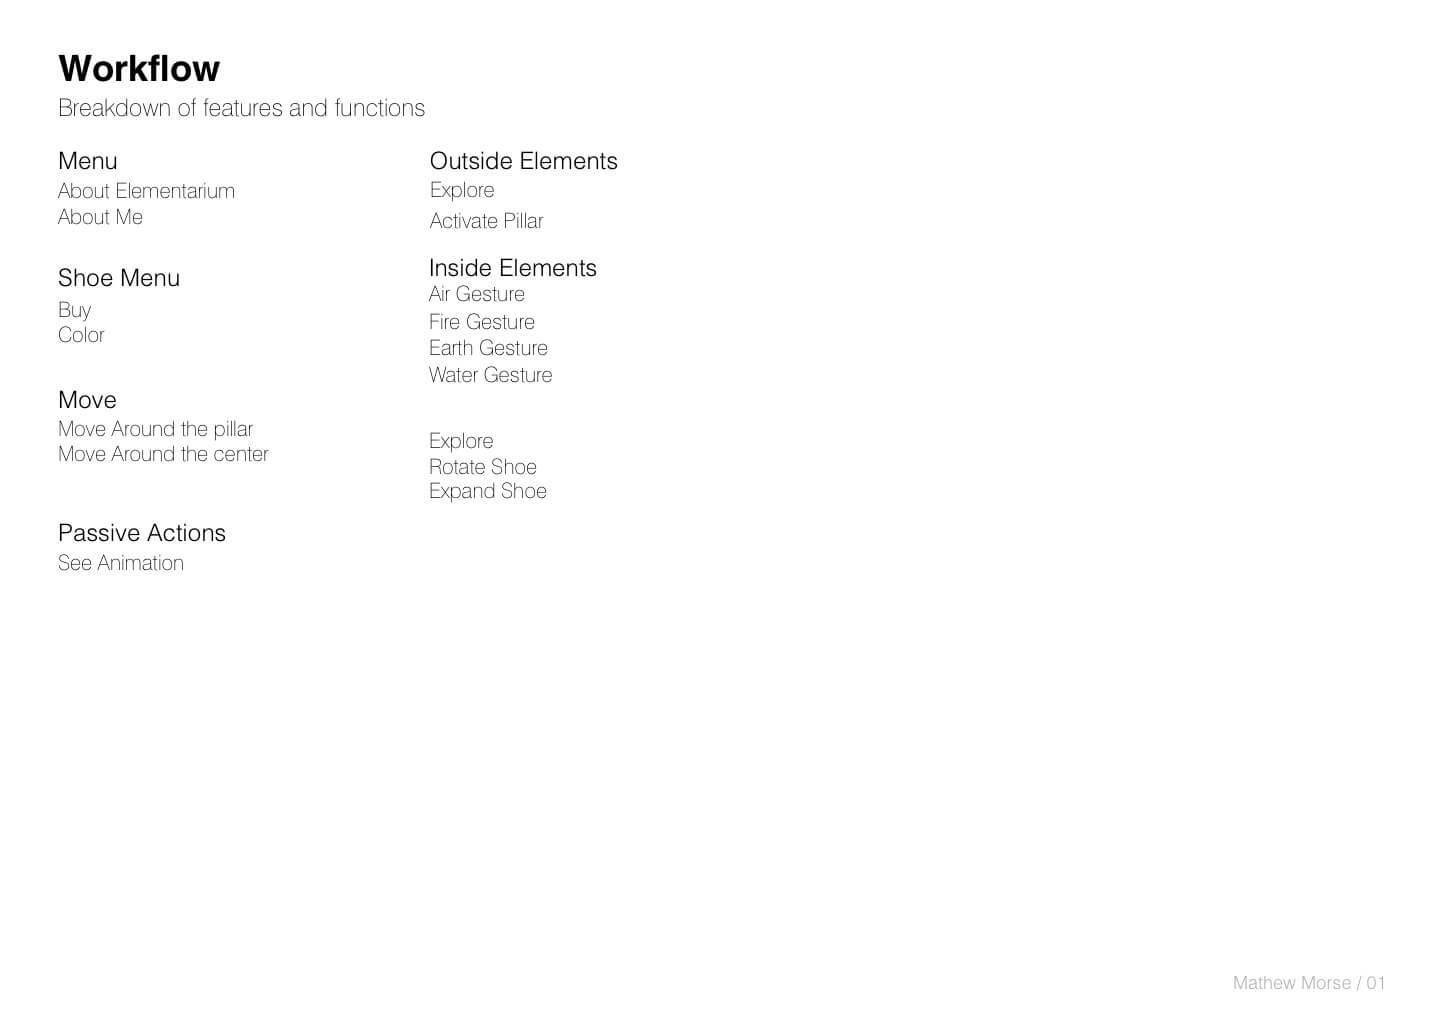 Workflow
Breakdown of features and functions
Menu
About Elementarium
About Me
Shoe Menu
Buy
Color
Move
Move Around the pillar
Move Around the center
Passive Actions
See Animation
Outside Elements
Explore
Activate Pillar
Inside Elements
Air Gesture
Fire Gesture
Earth Gesture
Water Gesture
Explore
Rotate Shoe
Expand Shoe
Mathew Morse / 01